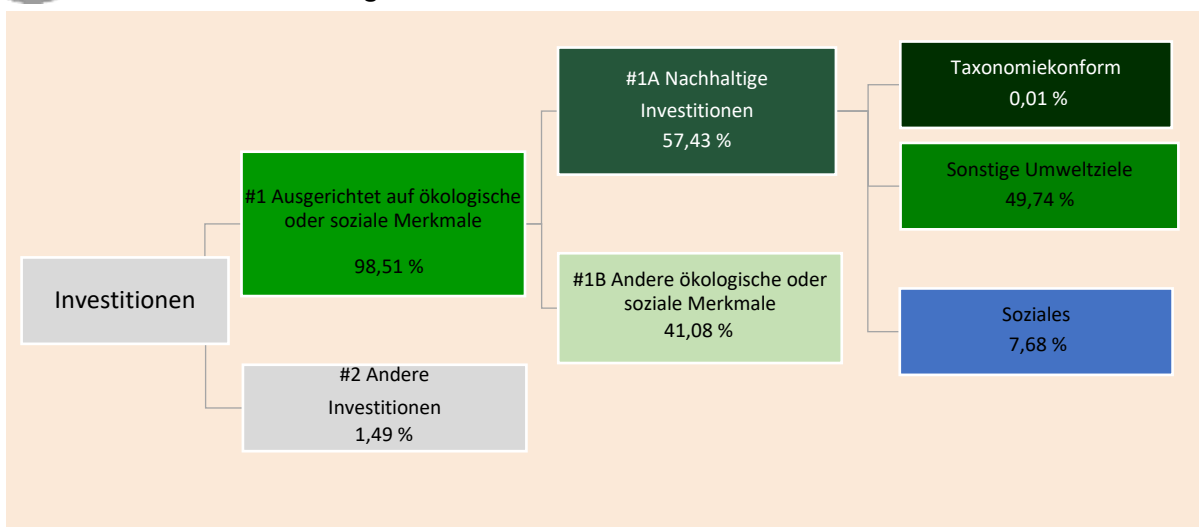 Investitionen
#1 Ausgerichtet auf ökologische
oder soziale Merkmale
98,51 %
#2 Andere
Investitionen
1,49 %
#1A Nachhaltige
Investitionen
57,43 %
#1B Andere ökologische oder
soziale Merkmale
41,08 %
Taxonomiekonform
0,01 %
Sonstige Umweltziele
49,74 %
Soziales
7,68 %